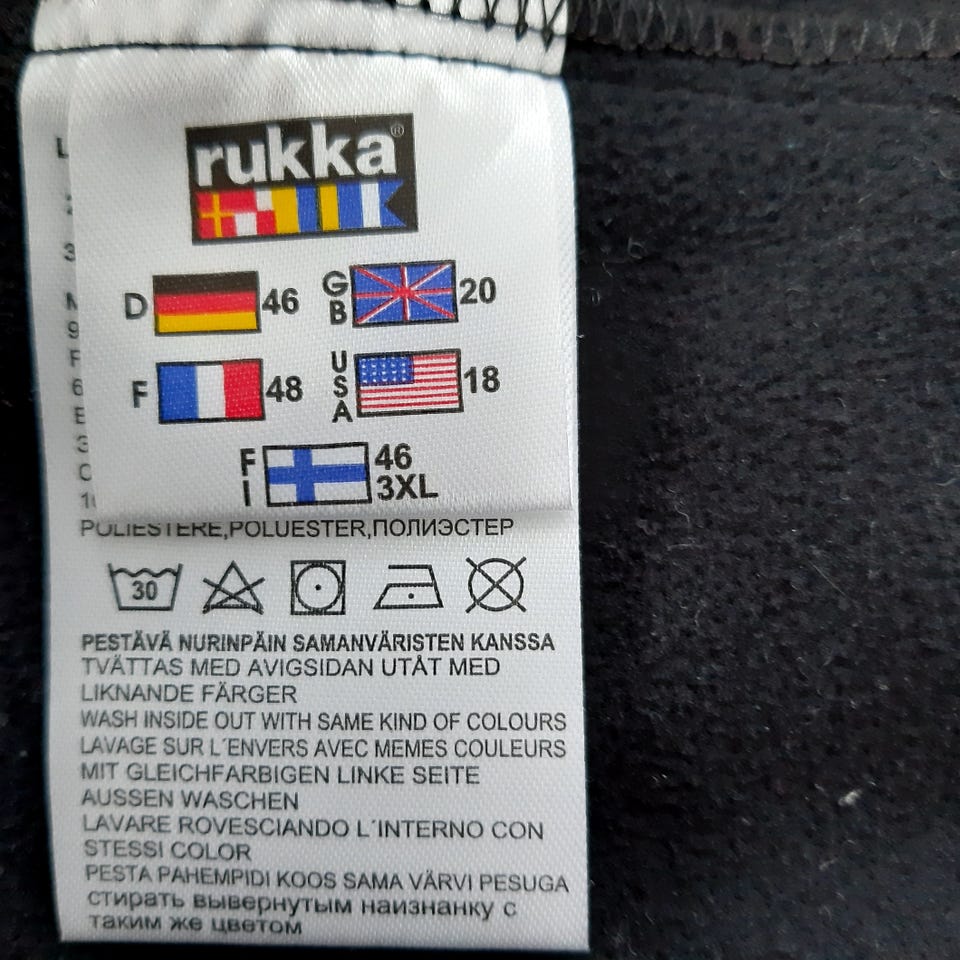 rukka®
D 46 GB 20
F 48 USA 18
FI 46 3XL
POLIESTERE,POLUESTER,ПОЛИЭСТЕР
30
PESTÄVÄ NURINPÄIN SAMANVÄRISTEN KANSSA
TVÄTTAS MED AVIGSIDAN UTÅT MED
LIKNANDE FÄRGER
WASH INSIDE OUT WITH SAME KIND OF COLOURS
LAVAGE SUR L´ENVERS AVEC MEMES COULEURS
MIT GLEICHFARBIGEN LINKE SEITE
AUSSEN WASCHEN
LAVARE ROVESCIANDO L´INTERNO CON
STESSI COLOR
PESTA PAHEMPIDI KOOS SAMA VÄRVI PESUGA
стирать вывернутым наизнанку с
таким же цветом